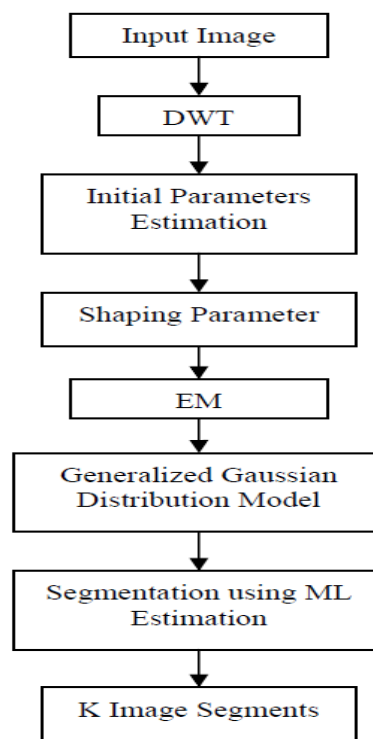 Input Image
DWT
Initial Parameters
Estimation
Shaping Parameter
EM
Generalized Gaussian
Distribution Model
Segmentation using ML
Estimation
K Image Segments